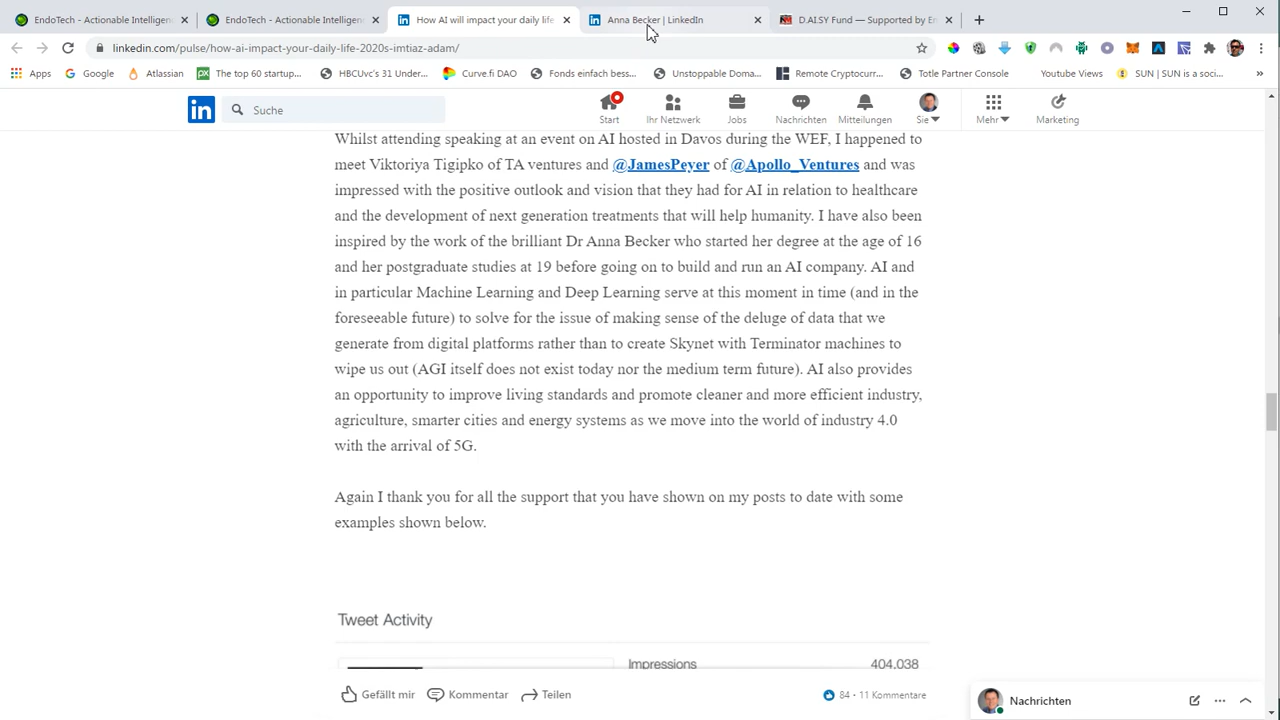 EndoTech - Actionable Intelligenc
EndoTech - Actionable Intelligenc
How AI will impact your daily life
Anna Becker | LinkedIn
D.AI.SY Fund — Supported by En
linkedin.com/pulse/how-ai-impact-your-daily-life-2020s-imtiaz-adam/
Apps
Google
Atlassian
The top 60 startup...
HBCUvc's 31 Under...
Curve.fi DAO
Fonds einfach bess...
Unstoppable Doma...
Remote Cryptocurr...
Totle Partner Console
Youtube Views
SUN | SUN is a soci...
»
in
Suche
Start
Ihr Netzwerk
Jobs
Nachrichten
Mitteilungen
Sie
Mehr
Marketing
Whilst attending speaking at an event on AI hosted in Davos during the WEF, I happened to
meet Viktoriya Tigipko of TA ventures and @JamesPeyer of @Apollo_Ventures and was
impressed with the positive outlook and vision that they had for AI in relation to healthcare
and the development of next generation treatments that will help humanity. I have also been
inspired by the work of the brilliant Dr Anna Becker who started her degree at the age of 16
and her postgraduate studies at 19 before going on to build and run an AI company. AI and
in particular Machine Learning and Deep Learning serve at this moment in time (and in the
foreseeable future) to solve for the issue of making sense of the deluge of data that we
generate from digital platforms rather than to create Skynet with Terminator machines to
wipe us out (AGI itself does not exist today nor the medium term future). AI also provides
an opportunity to improve living standards and promote cleaner and more efficient industry,
agriculture, smarter cities and energy systems as we move into the world of industry 4.0
with the arrival of 5G.
Again I thank you for all the support that you have shown on my posts to date with some
examples shown below.
Tweet Activity
Impressions 404.038
Gefällt mir
Kommentar
Teilen
84 · 11 Kommentare
Nachrichten